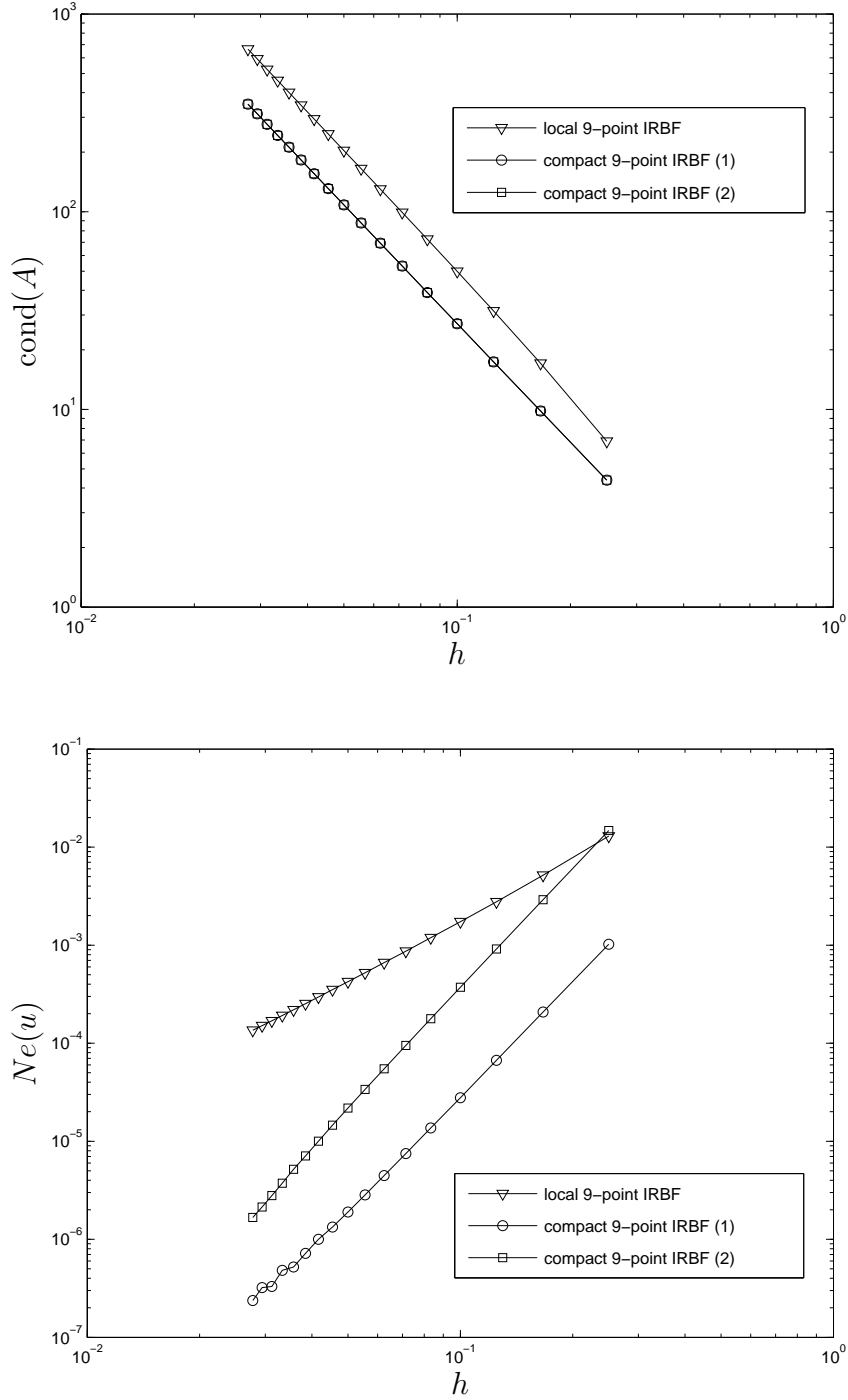 10^3
10^2
10^1
10^0
cond(A)
local 9−point IRBF
compact 9−point IRBF (1)
compact 9−point IRBF (2)
10^−2
10^−1
10^0
h
10^−1
10^−2
10^−3
10^−4
10^−5
10^−6
10^−7
Ne(u)
local 9−point IRBF
compact 9−point IRBF (1)
compact 9−point IRBF (2)
10^−2
10^−1
10^0
h